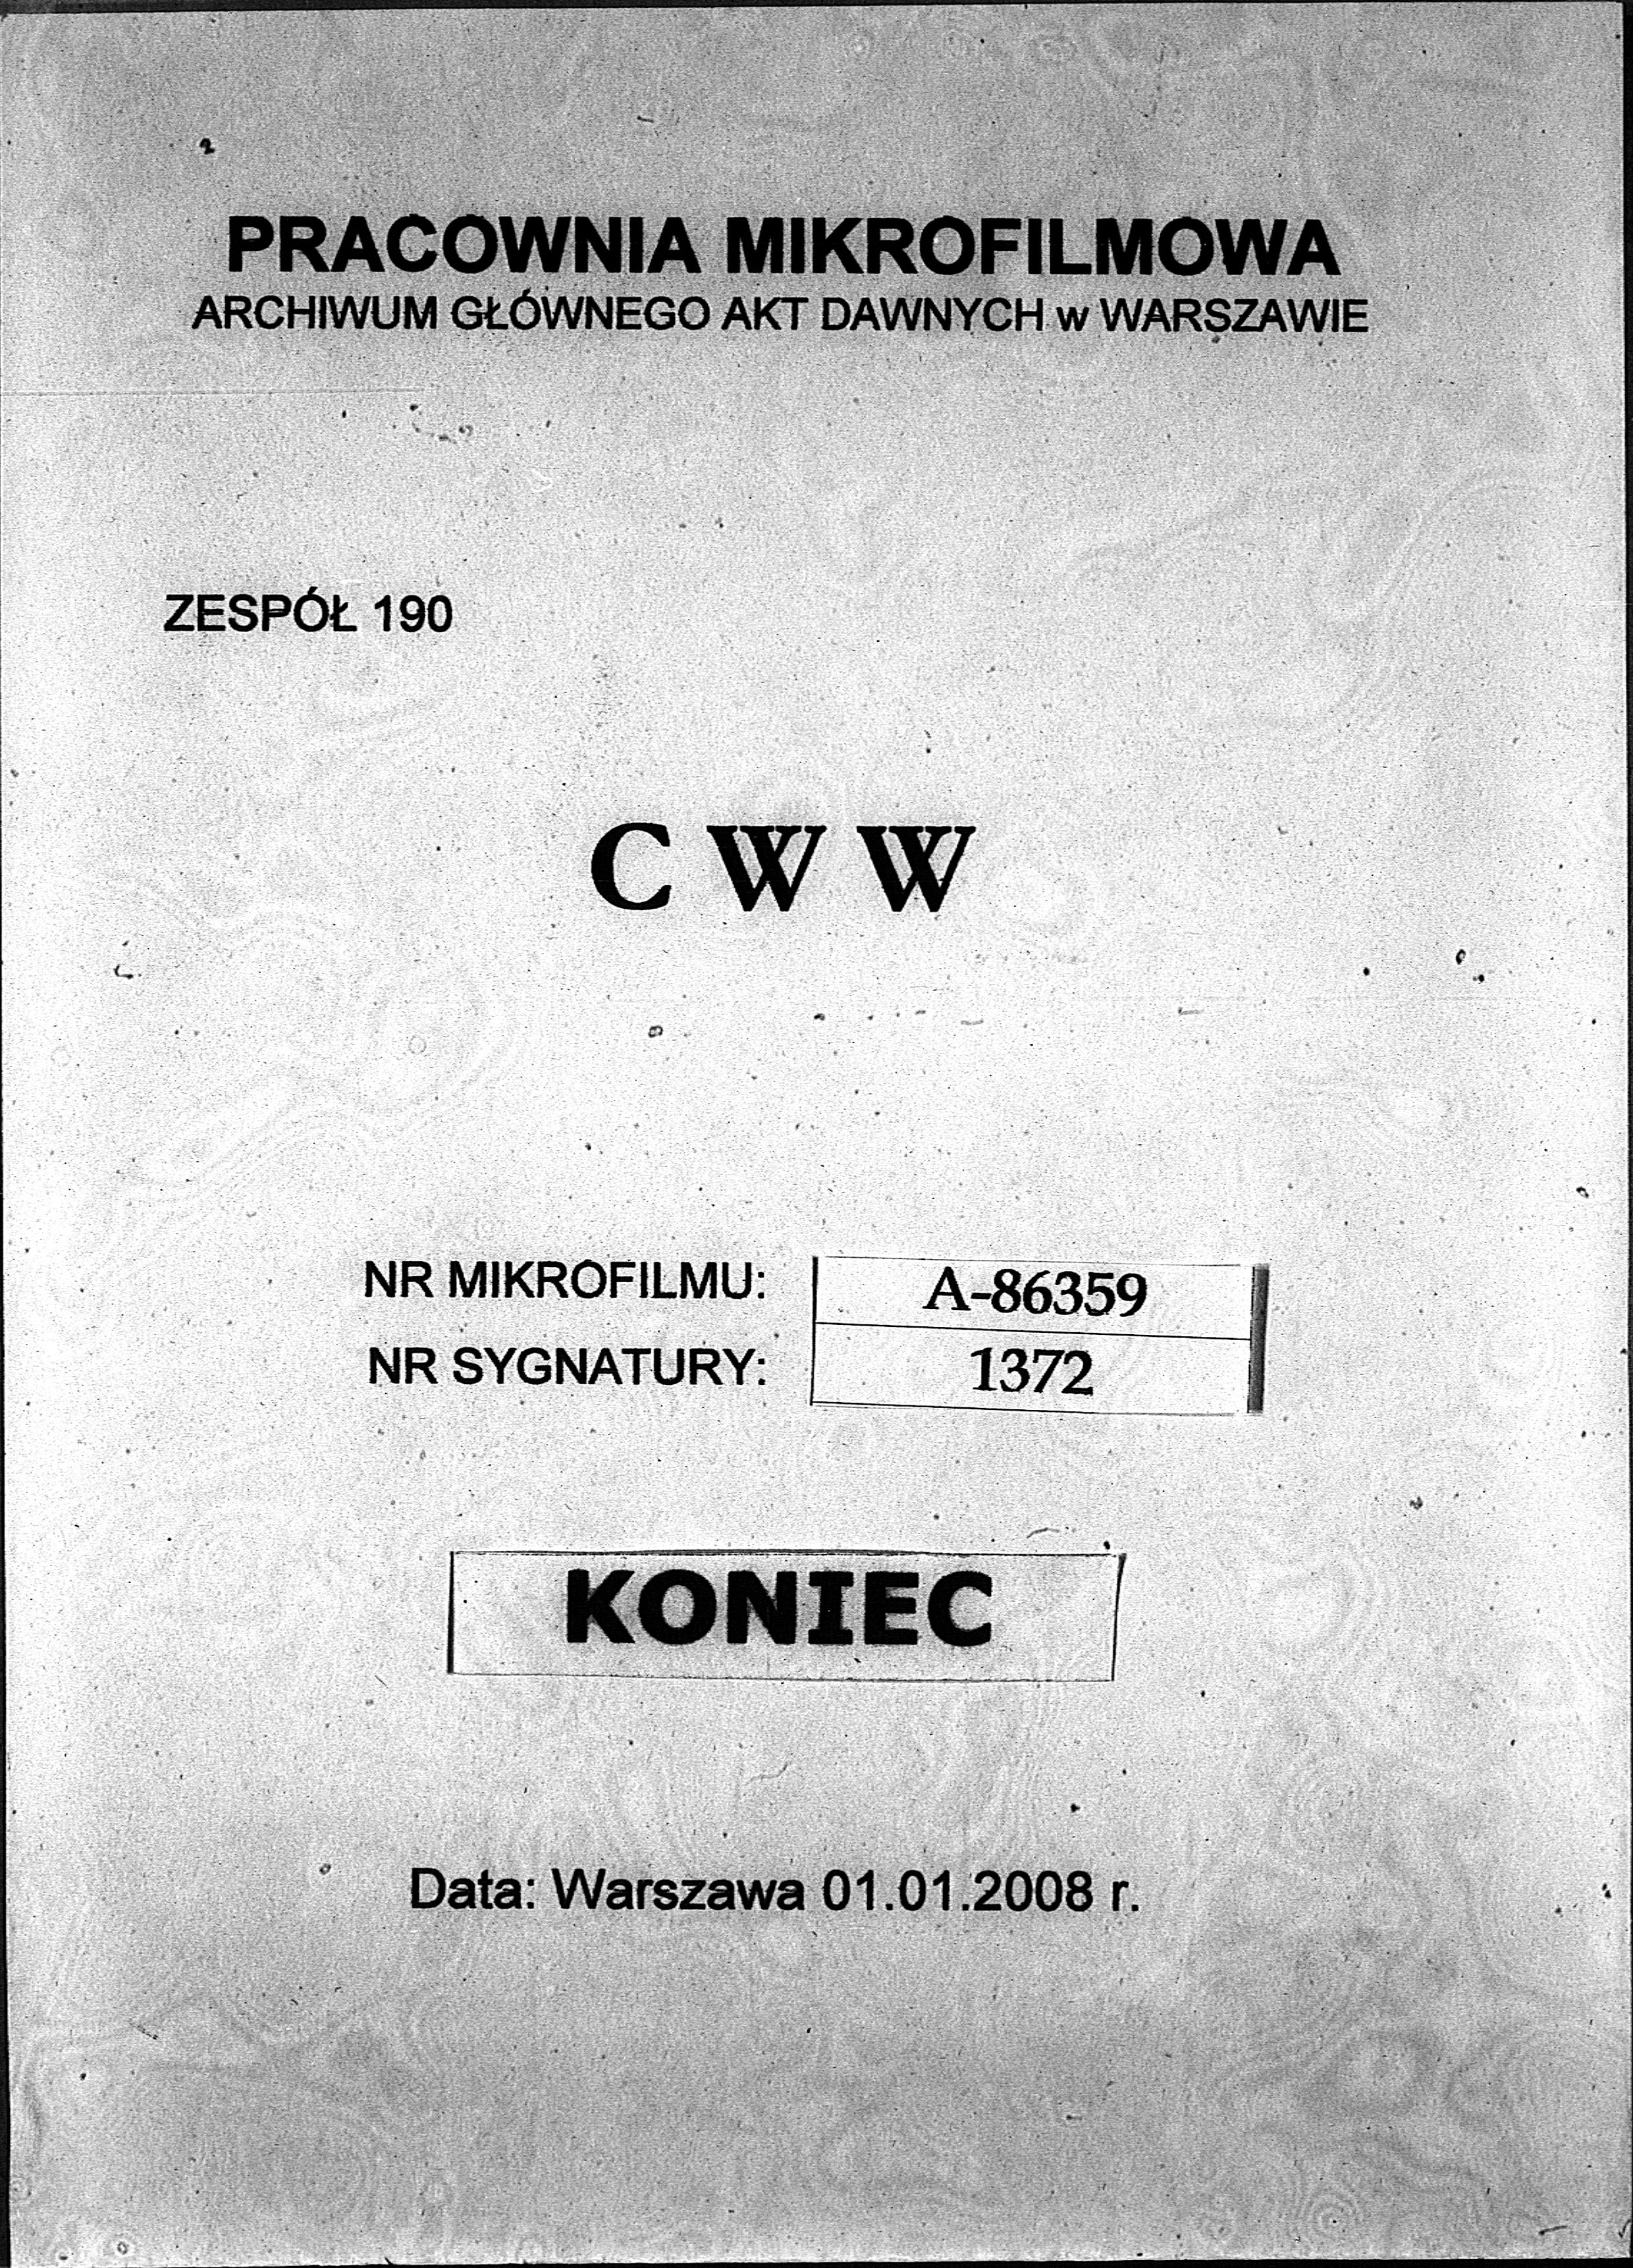 PRACOWNIA MIKROFILMOWA
ARCHIWUM GŁÓWNEGO AKT DAWNYCH w WARSZAWIE
ZESPÓŁ 190
C W W
NR MIKROFILMU: A-86359
NR SYGNATURY: 1372
KONIEC
Data: Warszawa 01.01.2008 r.